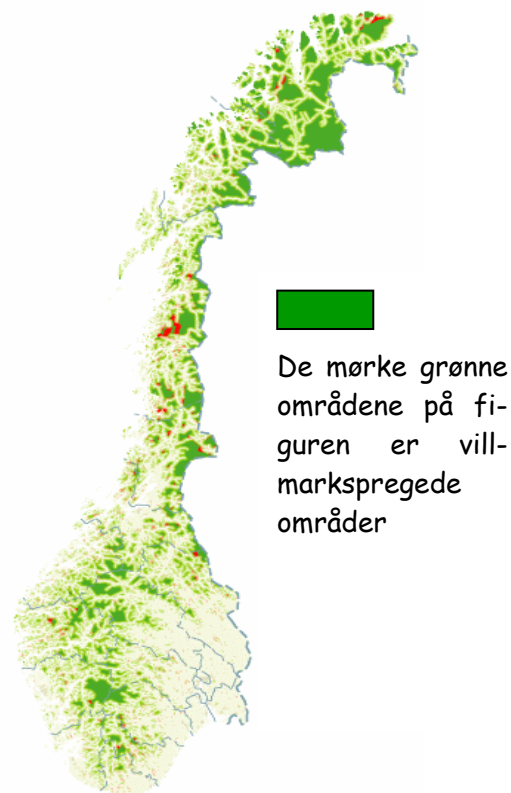 De mørke grønne
områdene på fi-
guren er vill-
markspregede
områder